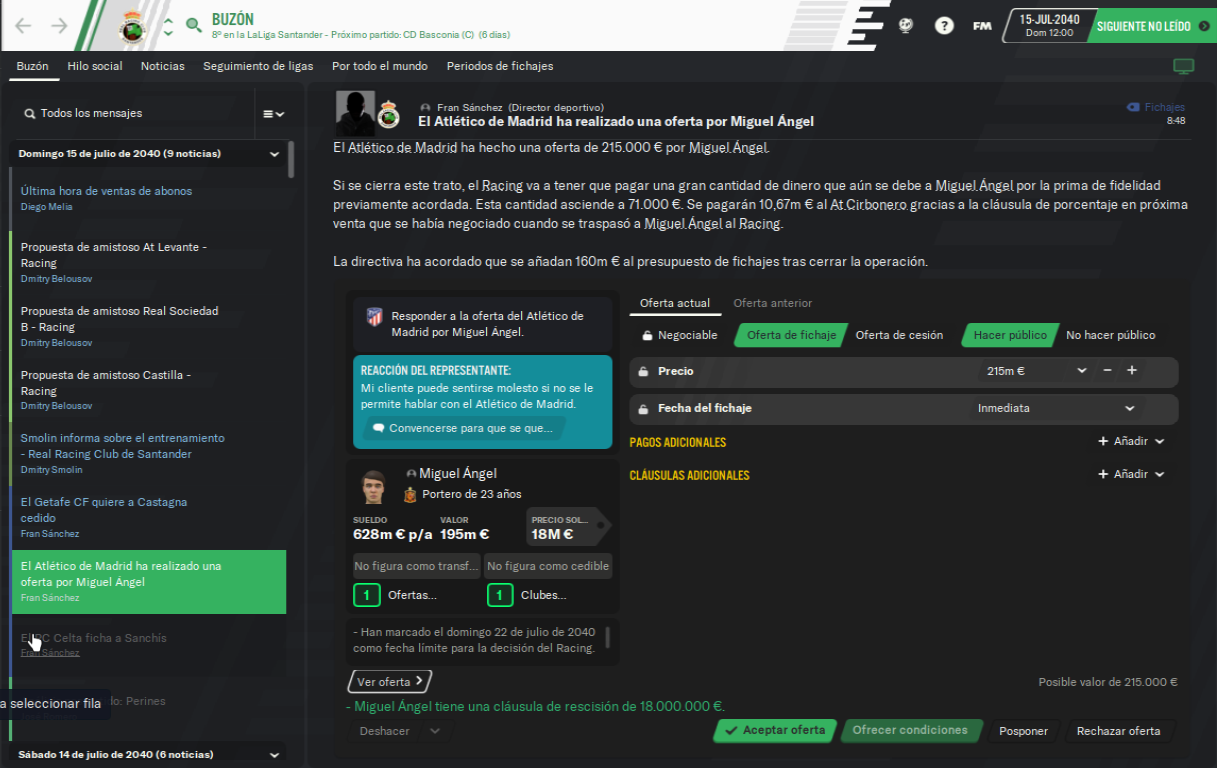 BUZÓN
8º en la LaLiga Santander - Próximo partido: CD Basconia (C) (6 días)
FM
15-JUL-2040
Dom 12:00
SIGUIENTE NO LEÍDO
Buzón Hilo social Noticias Seguimiento de ligas Por todo el mundo Periodos de fichajes
Todos los mensajes
Domingo 15 de julio de 2040 (9 noticias)
Última hora de ventas de abonos
Diego Melia
Propuesta de amistoso At Levante -
Racing
Dmitry Belousov
Propuesta de amistoso Real Sociedad
B - Racing
Dmitry Belousov
Propuesta de amistoso Castilla -
Racing
Dmitry Belousov
Smolin informa sobre el entrenamiento
- Real Racing Club de Santander
Dmitry Smolin
El Getafe CF quiere a Castagna
cedido
Fran Sánchez
El Atlético de Madrid ha realizado una
oferta por Miguel Ángel
Fran Sánchez
El RC Celta ficha a Sanchís
Fran Sánchez
a seleccionar fila
lo: Perines
Sábado 14 de julio de 2040 (6 noticias)
Fran Sánchez (Director deportivo)
El Atlético de Madrid ha realizado una oferta por Miguel Ángel
Fichajes
8:48
El Atlético de Madrid ha hecho una oferta de 215.000 € por Miguel Ángel.
Si se cierra este trato, el Racing va a tener que pagar una gran cantidad de dinero que aún se debe a Miguel Ángel por la prima de fidelidad
previamente acordada. Esta cantidad asciende a 71.000 €. Se pagarán 10,67m € al At Cirbonero gracias a la cláusula de porcentaje en próxima
venta que se había negociado cuando se traspasó a Miguel Ángel al Racing.
La directiva ha acordado que se añadan 160m € al presupuesto de fichajes tras cerrar la operación.
Responder a la oferta del Atlético de
Madrid por Miguel Ángel.
REACCIÓN DEL REPRESENTANTE:
Mi cliente puede sentirse molesto si no se le
permite hablar con el Atlético de Madrid.
Convencerse para que se que...
Miguel Ángel
Portero de 23 años
SUELDO VALOR PRECIO SOL...
628m € p/a 195m € 18M €
No figura como transf... No figura como cedible
1 Ofertas... 1 Clubes...
- Han marcado el domingo 22 de julio de 2040
como fecha límite para la decisión del Racing.
Oferta actual Oferta anterior
Negociable Oferta de fichaje Oferta de cesión Hacer público No hacer público
Precio 215m €
Fecha del fichaje Inmediata
PAGOS ADICIONALES + Añadir
CLÁUSULAS ADICIONALES + Añadir
Ver oferta
Posible valor de 215.000 €
- Miguel Ángel tiene una cláusula de rescisión de 18.000.000 €.
Deshacer
Aceptar oferta Ofrecer condiciones Posponer Rechazar oferta